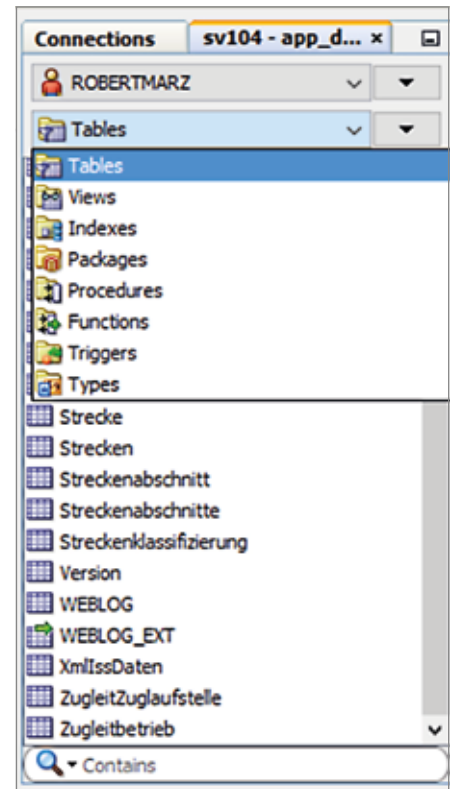 Connections sv104 - app_d... ×
ROBERTMARZ
Tables
Tables
Views
Indexes
Packages
Procedures
Functions
Triggers
Types
Strecke
Strecken
Streckenabschnitt
Streckenabschnitte
Streckenklassifizierung
Version
WEBLOG
WEBLOG_EXT
XmlIssDaten
ZugleitZuglaufstelle
Zugleitbetrieb
Contains